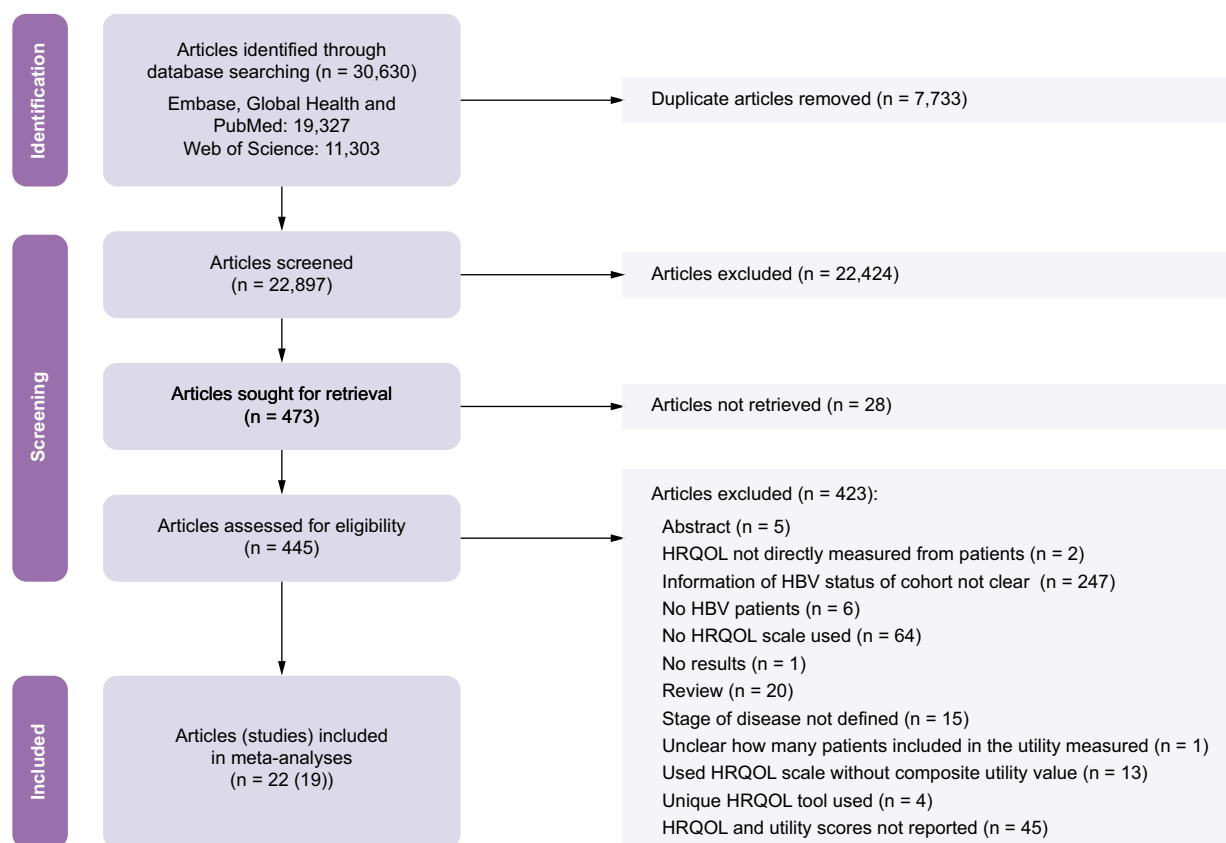 Identification
Articles identified through
database searching (n = 30,630)
Embase, Global Health and
PubMed: 19,327
Web of Science: 11,303
Duplicate articles removed (n = 7,733)
Screening
Articles screened
(n = 22,897)
Articles excluded (n = 22,424)
Articles sought for retrieval
(n = 473)
Articles not retrieved (n = 28)
Articles assessed for eligibility
(n = 445)
Articles excluded (n = 423):
Abstract (n = 5)
HRQOL not directly measured from patients (n = 2)
Information of HBV status of cohort not clear (n = 247)
No HBV patients (n = 6)
No HRQOL scale used (n = 64)
No results (n = 1)
Review (n = 20)
Stage of disease not defined (n = 15)
Unclear how many patients included in the utility measured (n = 1)
Used HRQOL scale without composite utility value (n = 13)
Unique HRQOL tool used (n = 4)
HRQOL and utility scores not reported (n = 45)
Included
Articles (studies) included
in meta-analyses
(n = 22 (19))